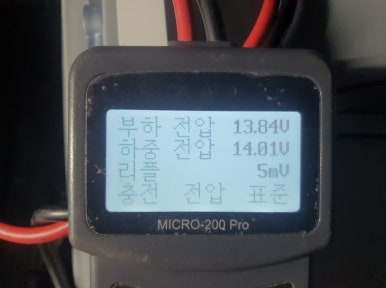 부하 전압 13.84V
하중 전압 14.01V
리플 5mV
충전 전압 표준
MICRO-200 Pro